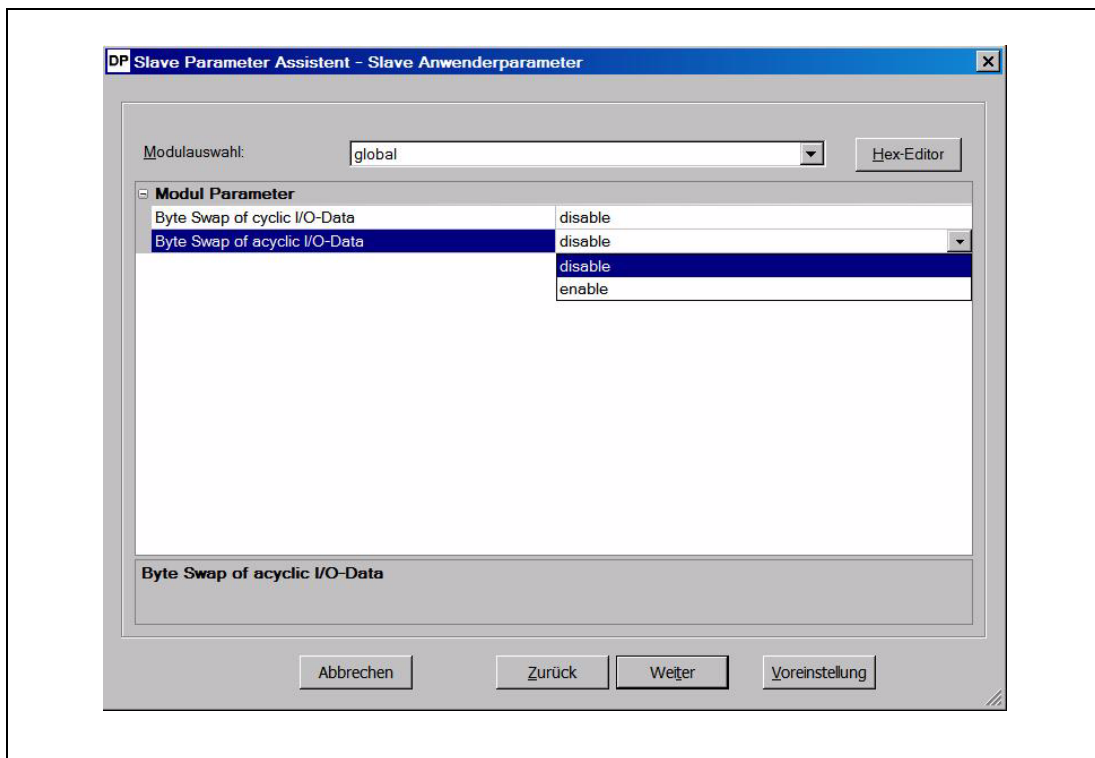 DP Slave Parameter Assistent - Slave Anwenderparameter
Modulauswahl: global Hex-Editor
Modul Parameter
Byte Swap of cyclic I/O-Data disable
Byte Swap of acyclic I/O-Data disable
disable
enable
Byte Swap of acyclic I/O-Data
Abbrechen Zurück Weiter Voreinstellung